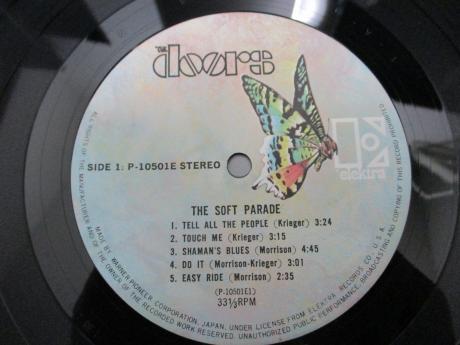 THE doors
SIDE 1: P-10501E STEREO
elektra
THE SOFT PARADE
1. TELL ALL THE PEOPLE (Krieger) 3:24
2. TOUCH ME (Krieger) 3:15
3. SHAMAN'S BLUES (Morrison) 4:45
4. DO IT (Morrison-Krieger) 3:01
5. EASY RIDE (Morrison) 2:35
(P-10501E1)
33⅓RPM
ALL RIGHTS OF THE MANUFACTURER AND OF THE OWNER OF THE RECORDED WORK RESERVED. UNAUTHORIZED PUBLIC PERFORMANCE, BROADCASTING AND COPYING OF THIS RECORD PROHIBITED
MADE BY WARNER-PIONEER CORPORATION, JAPAN, UNDER LICENSE FROM ELEKTRA RECORDS CO., U.S.A.